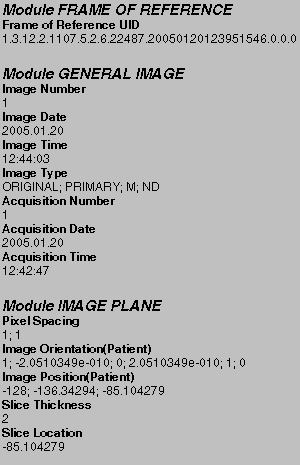 Module FRAME OF REFERENCE
Frame of Reference UID
1.3.12.2.1107.5.2.6.22487.20050120123951546.0.0.0
Module GENERAL IMAGE
Image Number
1
Image Date
2005.01.20
Image Time
12:44:03
Image Type
ORIGINAL; PRIMARY; M; ND
Acquisition Number
1
Acquisition Date
2005.01.20
Acquisition Time
12:42:47
Module IMAGE PLANE
Pixel Spacing
1; 1
Image Orientation(Patient)
1; -2.0510349e-010; 0; 2.0510349e-010; 1; 0
Image Position(Patient)
-128; -136.34294; -85.104279
Slice Thickness
2
Slice Location
-85.104279